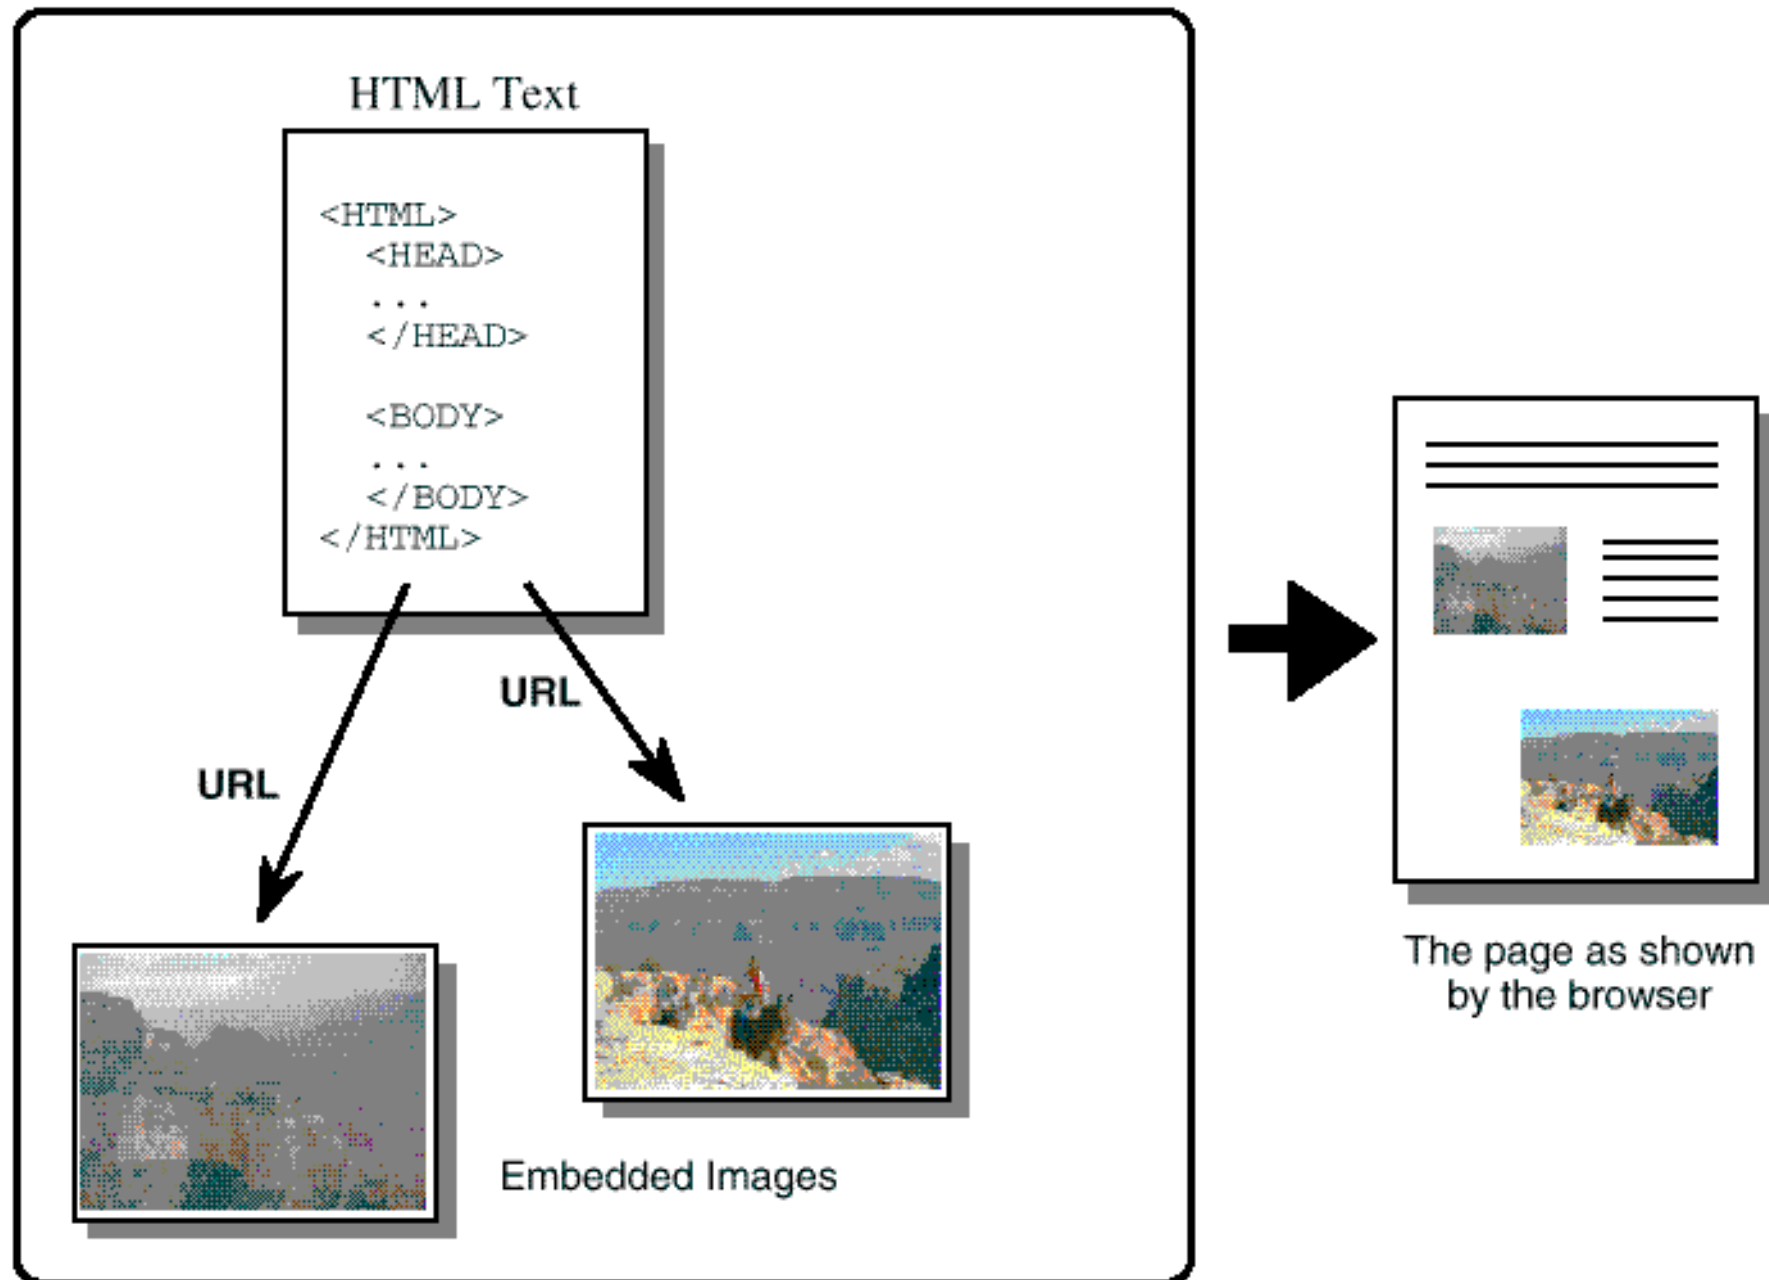 HTML Text
<HTML>
<HEAD>
...
</HEAD>
<BODY>
...
</BODY>
</HTML>
URL
URL
Embedded Images
The page as shown
by the browser